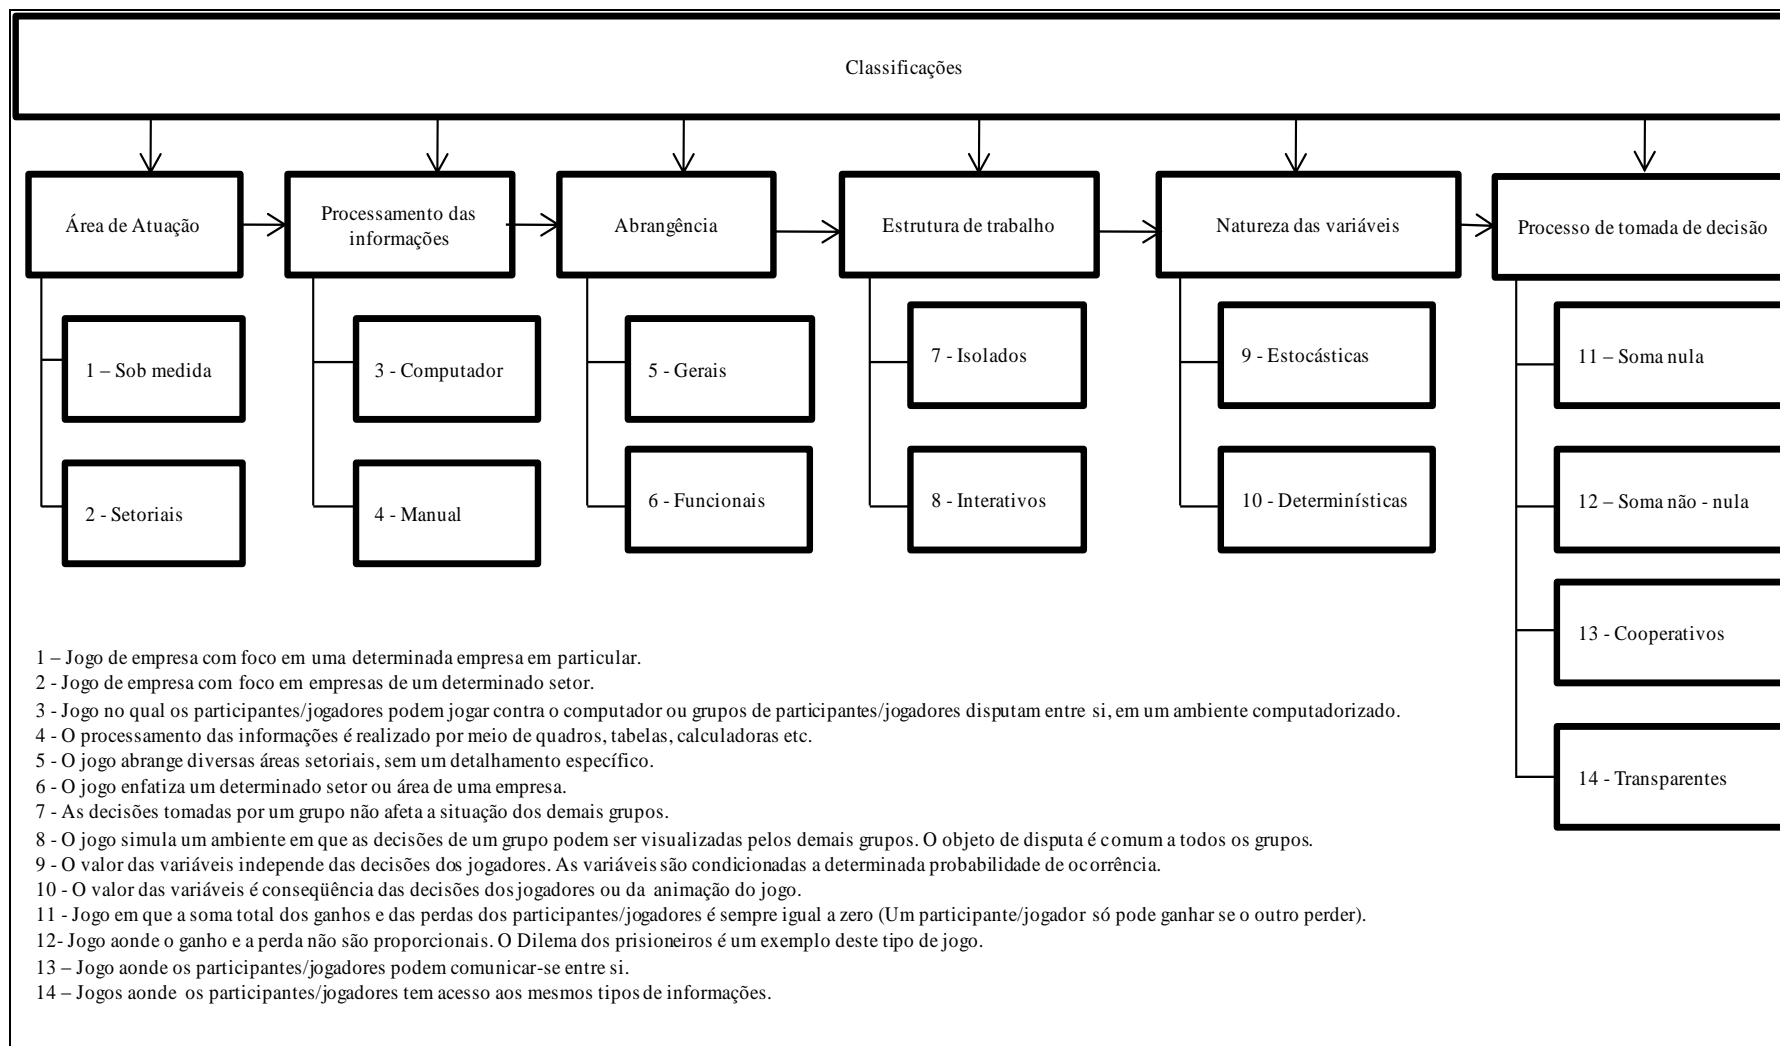 Classificações
Área de Atuação
Processamento das
informações
Abrangência
Estrutura de trabalho
Natureza das variáveis
Processo de tomada de decisão
1 – Sob medida
2 - Setoriais
3 - Computador
4 - Manual
5 - Gerais
6 - Funcionais
7 - Isolados
8 - Interativos
9 - Estocásticas
10 - Determinísticas
11 – Soma nula
12 – Soma não - nula
13 - Cooperativos
14 - Transparentes
1 – Jogo de empresa com foco em uma determinada empresa em particular.
2 - Jogo de empresa com foco em empresas de um determinado setor.
3 - Jogo no qual os participantes/jogadores podem jogar contra o computador ou grupos de participantes/jogadores disputam entre si, em um ambiente computadorizado.
4 - O processamento das informações é realizado por meio de quadros, tabelas, calculadoras etc.
5 - O jogo abrange diversas áreas setoriais, sem um detalhamento específico.
6 - O jogo enfatiza um determinado setor ou área de uma empresa.
7 - As decisões tomadas por um grupo não afeta a situação dos demais grupos.
8 - O jogo simula um ambiente em que as decisões de um grupo podem ser visualizadas pelos demais grupos. O objeto de disputa é comum a todos os grupos.
9 - O valor das variáveis independe das decisões dos jogadores. As variáveis são condicionadas a determinada probabilidade de ocorrência.
10 - O valor das variáveis é conseqüência das decisões dos jogadores ou da animação do jogo.
11 - Jogo em que a soma total dos ganhos e das perdas dos participantes/jogadores é sempre igual a zero (Um participante/jogador só pode ganhar se o outro perder).
12- Jogo aonde o ganho e a perda não são proporcionais. O Dilema dos prisioneiros é um exemplo deste tipo de jogo.
13 – Jogo aonde os participantes/jogadores podem comunicar-se entre si.
14 – Jogos aonde os participantes/jogadores tem acesso aos mesmos tipos de informações.